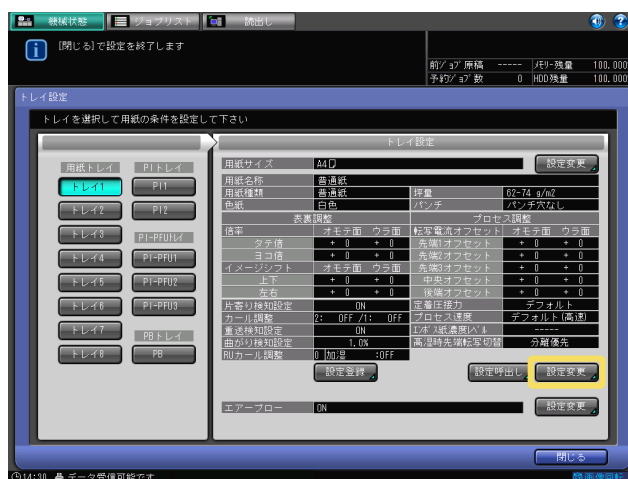 機械状態 ジョブリスト 読出し
[閉じる]で設定を終了します
前ジョブ原稿 ----- メモリ-残量 100.000
予約ジョブ数 0 HDD残量 100.000
トレイ設定
トレイを選択して用紙の条件を設定して下さい
トレイ設定
用紙トレイ PIトレイ
トレイ1 PI1
トレイ2 PI2
トレイ3 PI-PFUトレイ
トレイ4 PI-PFU1
トレイ5 PI-PFU2
トレイ6 PI-PFU3
トレイ7 PBトレイ
トレイ8 PB
用紙サイズ A4 設定変更
用紙名称 普通紙
用紙種類 普通紙 坪量 62-74 g/m2
色紙 白色 パンチ パンチ穴なし
表裏調整 プロセス調整
倍率 オモテ面 ウラ面 転写電流オフセット オモテ面 ウラ面
タテ倍 + 0 + 0 先端1オフセット + 0 + 0
ヨコ倍 + 0 + 0 先端2オフセット + 0 + 0
イメージシフト オモテ面 ウラ面 先端3オフセット + 0 + 0
上下 + 0 + 0 中央オフセット + 0 + 0
左右 + 0 + 0 後端オフセット + 0 + 0
片寄り検知設定 ON 定着圧接力 デフォルト
カール調整 2: OFF /1: OFF プロセス速度 デフォルト(高速)
重送検知設定 ON エンボス紙濃度レベル -----
曲がり検知設定 1.0% 高湿時先端転写切替 分離優先
RUカール調整 0 加湿 :OFF
設定登録 設定呼出し 設定変更
エアーブロー ON 設定変更
閉じる
14:30 データ受信可能です 画像回転